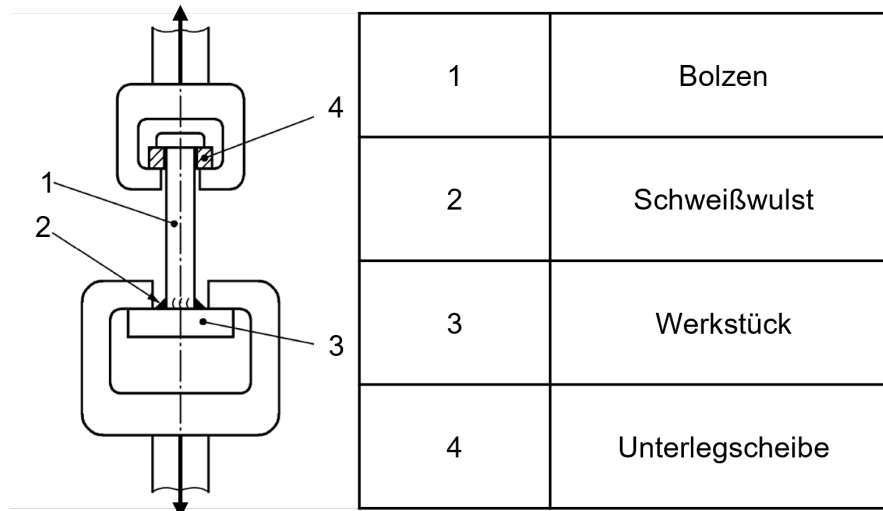 4
1
2
3
1 Bolzen
2 Schweißwulst
3 Werkstück
4 Unterlegscheibe